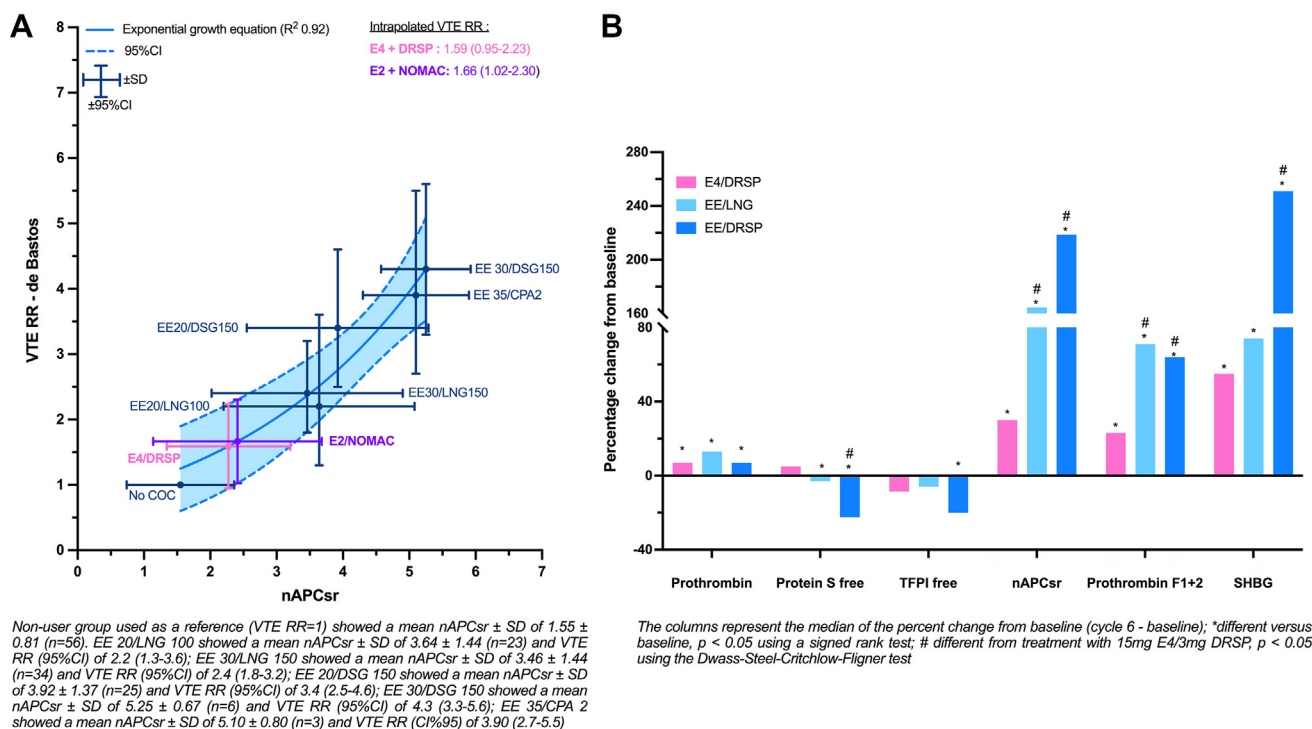 A
Exponential growth equation (R² 0.92)
95%CI
±SD
±95%CI
Intrapolated VTE RR :
E4 + DRSP : 1.59 (0.95-2.23)
E2 + NOMAC: 1.66 (1.02-2.30)
VTE RR - de Bastos
8
7
6
5
4
3
2
1
0
EE 30/DSG150
EE 35/CPA2
EE20/DSG150
EE30/LNG150
EE20/LNG100
E2/NOMAC
E4/DRSP
No COC
0 1 2 3 4 5 6 7
nAPCsr
Non-user group used as a reference (VTE RR=1) showed a mean nAPCsr ± SD of 1.55 ±
0.81 (n=56). EE 20/LNG 100 showed a mean nAPCsr ± SD of 3.64 ± 1.44 (n=23) and VTE
RR (95%CI) of 2.2 (1.3-3.6); EE 30/LNG 150 showed a mean nAPCsr ± SD of 3.46 ± 1.44
(n=34) and VTE RR (95%CI) of 2.4 (1.8-3.2); EE 20/DSG 150 showed a mean nAPCsr ± SD
of 3.92 ± 1.37 (n=25) and VTE RR (95%CI) of 3.4 (2.5-4.6); EE 30/DSG 150 showed a mean
nAPCsr ± SD of 5.25 ± 0.67 (n=6) and VTE RR (95%CI) of 4.3 (3.3-5.6); EE 35/CPA 2
showed a mean nAPCsr ± SD of 5.10 ± 0.80 (n=3) and VTE RR (CI%95) of 3.90 (2.7-5.5)
B
Percentage change from baseline
280
240
200
160
80
40
0
-40
E4/DRSP
EE/LNG
EE/DRSP
* * *
* # *
*
* # * # *
* # * # *
* * # *
Prothrombin Protein S free TFPI free nAPCsr Prothrombin F1+2 SHBG
The columns represent the median of the percent change from baseline (cycle 6 - baseline); *different versus
baseline, p < 0.05 using a signed rank test; # different from treatment with 15mg E4/3mg DRSP, p < 0.05
using the Dwass-Steel-Critchlow-Fligner test